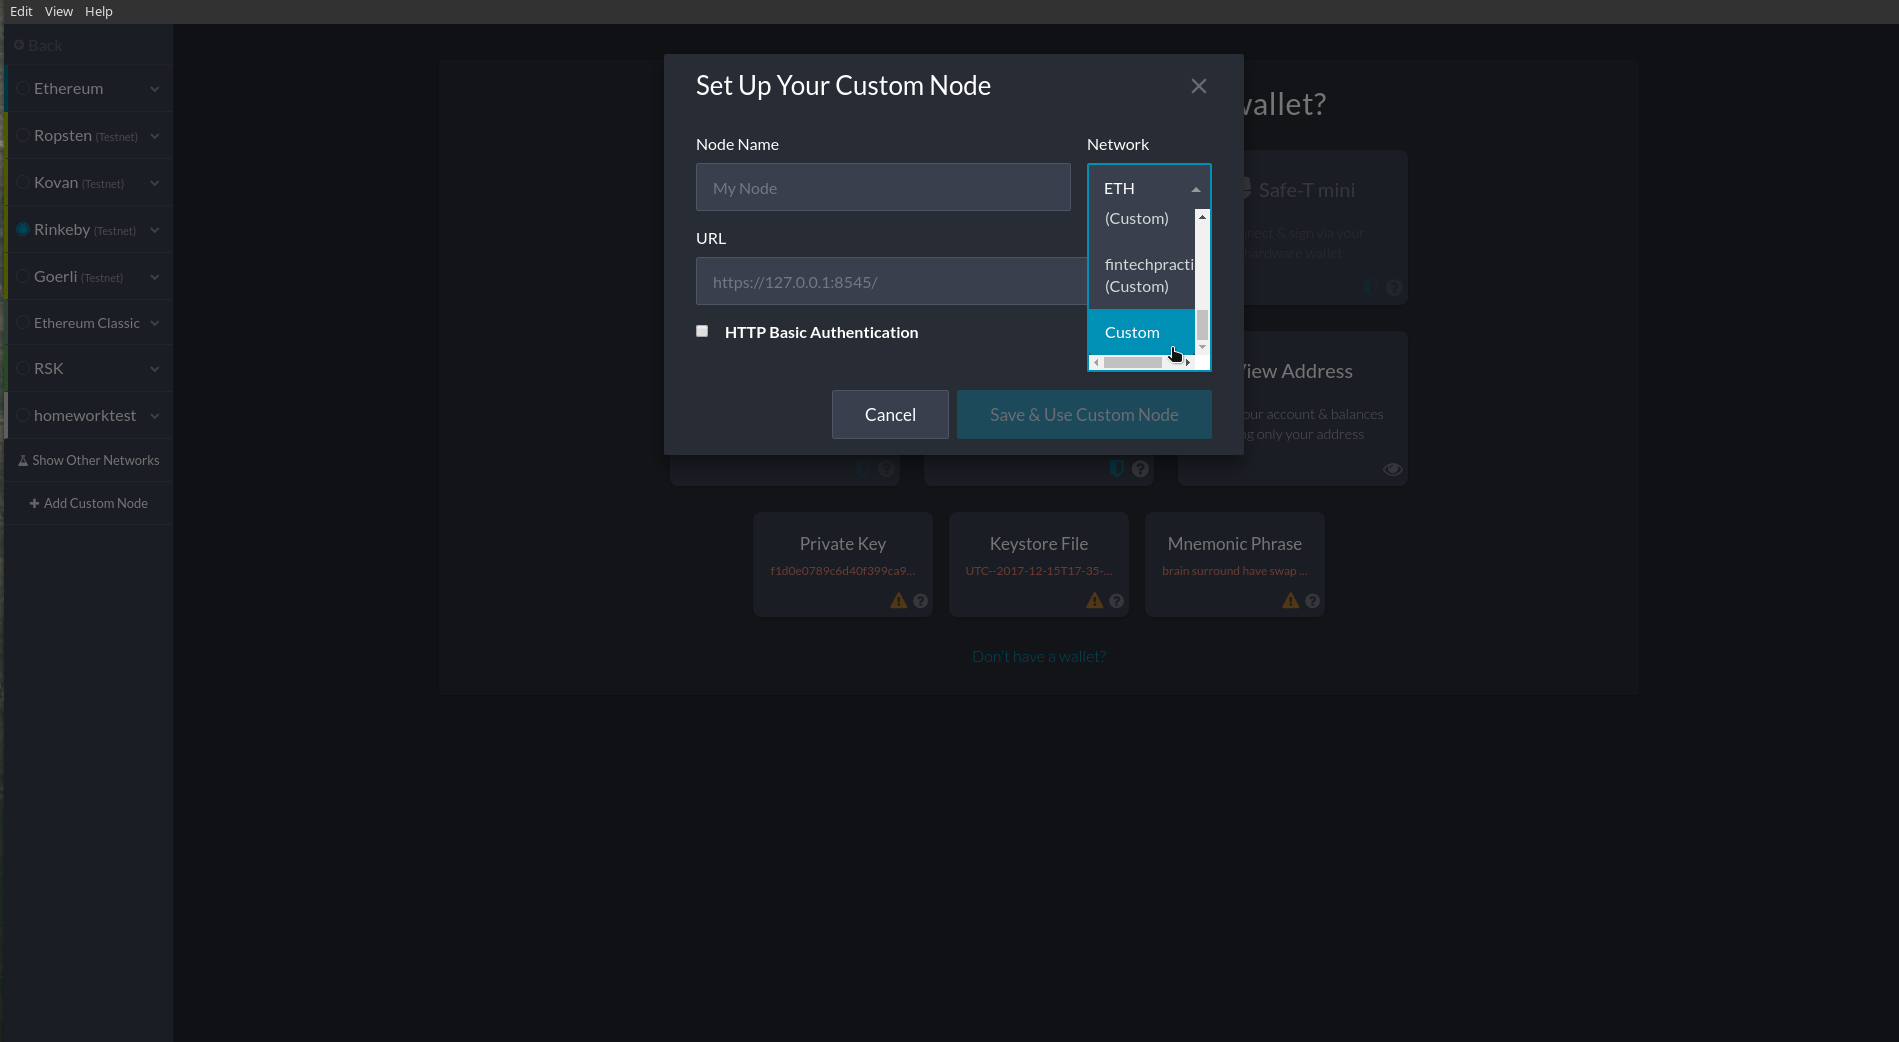 Edit View Help
Back
Ethereum
Ropsten (Testnet)
Kovan (Testnet)
Rinkeby (Testnet)
Goerli (Testnet)
Ethereum Classic
RSK
homeworktest
Show Other Networks
+ Add Custom Node
Set Up Your Custom Node
Node Name
My Node
Network
ETH
(Custom)
fintechpracti
(Custom)
Custom
URL
https://127.0.0.1:8545/
HTTP Basic Authentication
Cancel
Save & Use Custom Node
wallet?
Safe-T mini
nect & sign via your
hardware wallet
View Address
our account & balances
ng only your address
Private Key
f1d0e0789c6d40f399ca9...
Keystore File
UTC--2017-12-15T17-35-...
Mnemonic Phrase
brain surround have swap ...
Don't have a wallet?